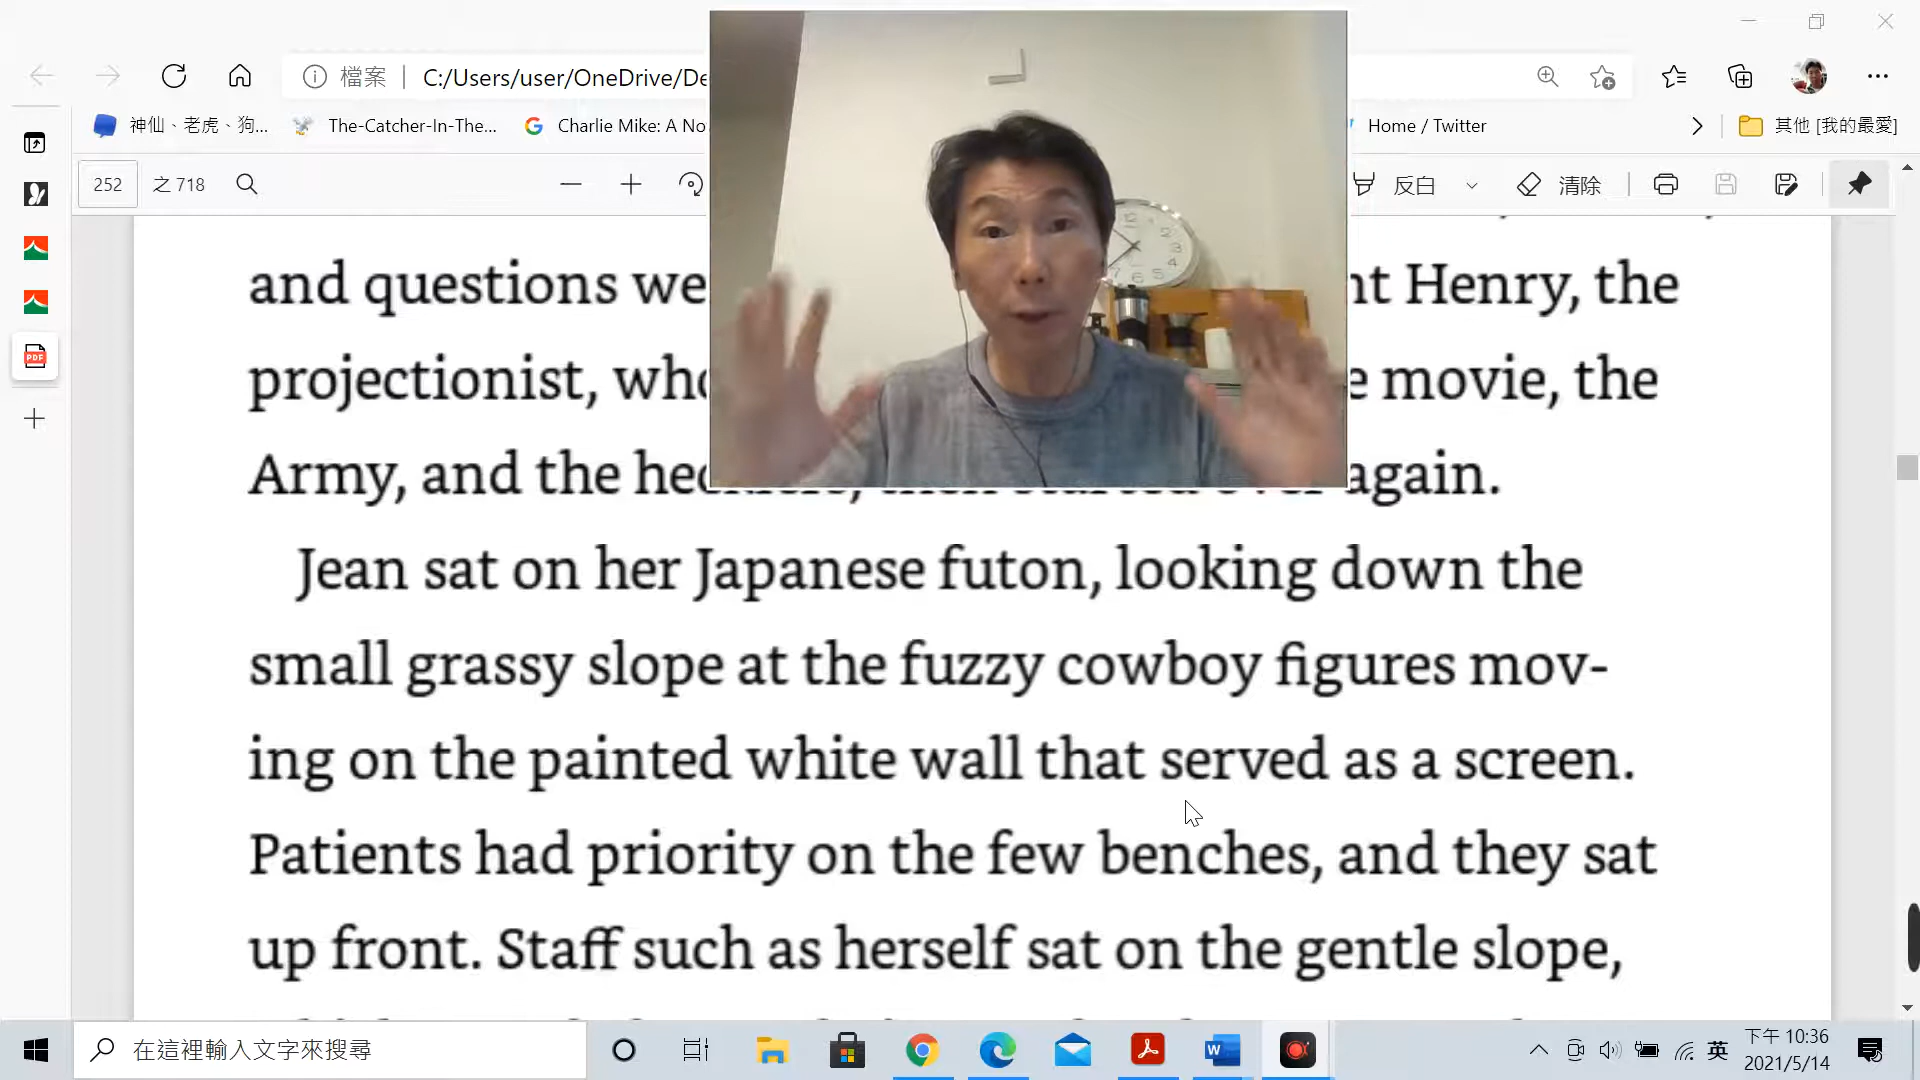 檔案 C:/Users/user/OneDrive/De
神仙、老虎、狗... The-Catcher-In-The... Charlie Mike: A No Home / Twitter 其他 [我的最愛]
252 之 718 反白 清除
and questions we nt Henry, the
projectionist, who e movie, the
Army, and the again.
Jean sat on her Japanese futon, looking down the
small grassy slope at the fuzzy cowboy figures mov-
ing on the painted white wall that served as a screen.
Patients had priority on the few benches, and they sat
up front. Staff such as herself sat on the gentle slope,
在這裡輸入文字來搜尋 英 下午 10:36
2021/5/14